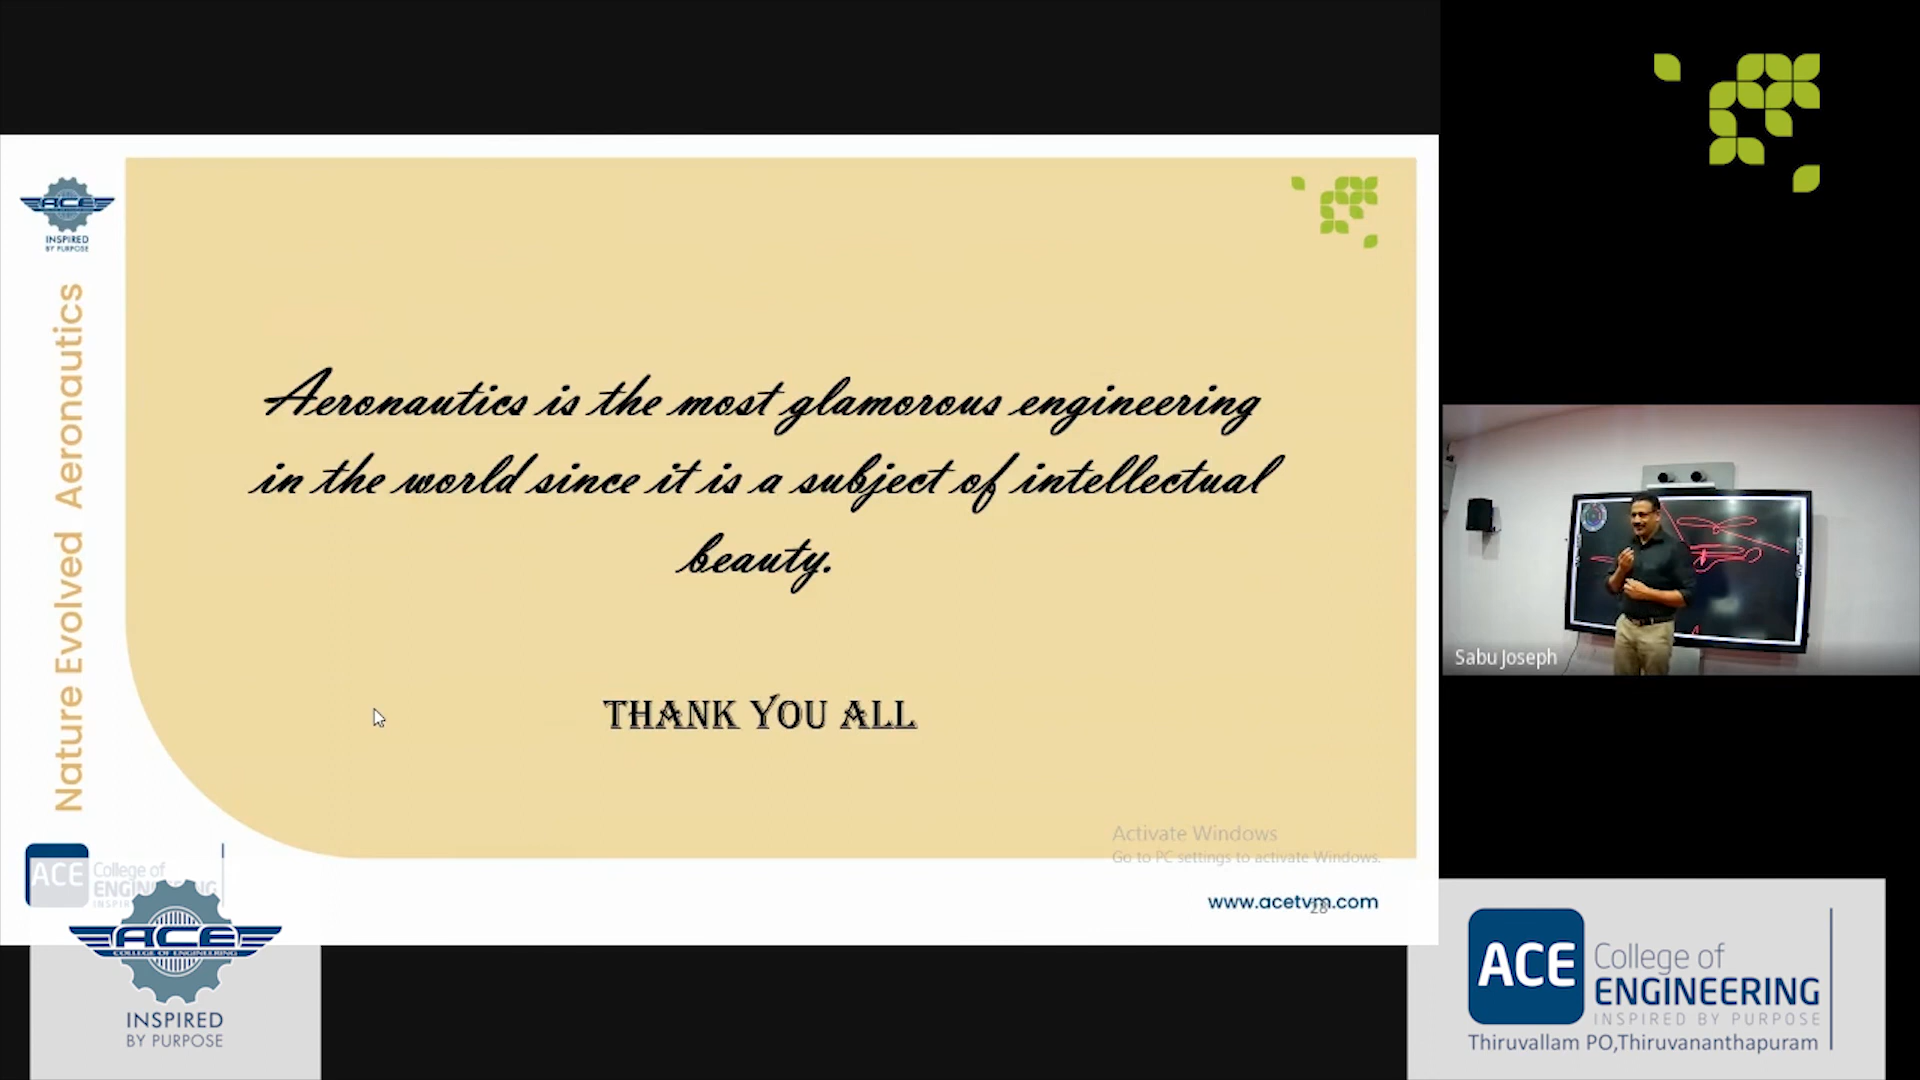 ACE
INSPIRED
BY PURPOSE
Nature Evolved Aeronautics
Aeronautics is the most glamorous engineering
in the world since it is a subject of intellectual
beauty.
THANK YOU ALL
Activate Windows
Go to PC settings to activate Windows.
www.acetvm.com
28
Sabu Joseph
ACE
College of
ENGINEERING
ACE
COLLEGE OF ENGINEERING
INSPIRED
BY PURPOSE
ACE
College of
ENGINEERING
INSPIRED BY PURPOSE
Thiruvallam PO,Thiruvananthapuram